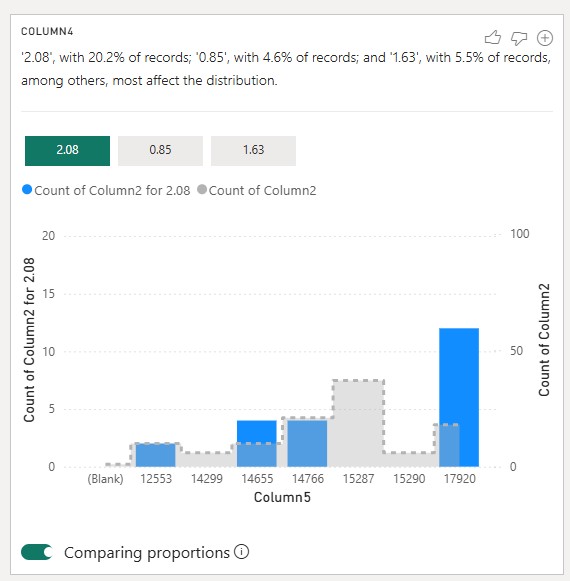 COLUMN4
'2.08', with 20.2% of records; '0.85', with 4.6% of records; and '1.63', with 5.5% of records,
among others, most affect the distribution.
2.08 0.85 1.63
Count of Column2 for 2.08 Count of Column2
Count of Column2 for 2.08
20
15
10
5
0
100
50
0
Count of Column2
(Blank) 12553 14299 14655 14766 15287 15290 17920
Column5
Comparing proportions